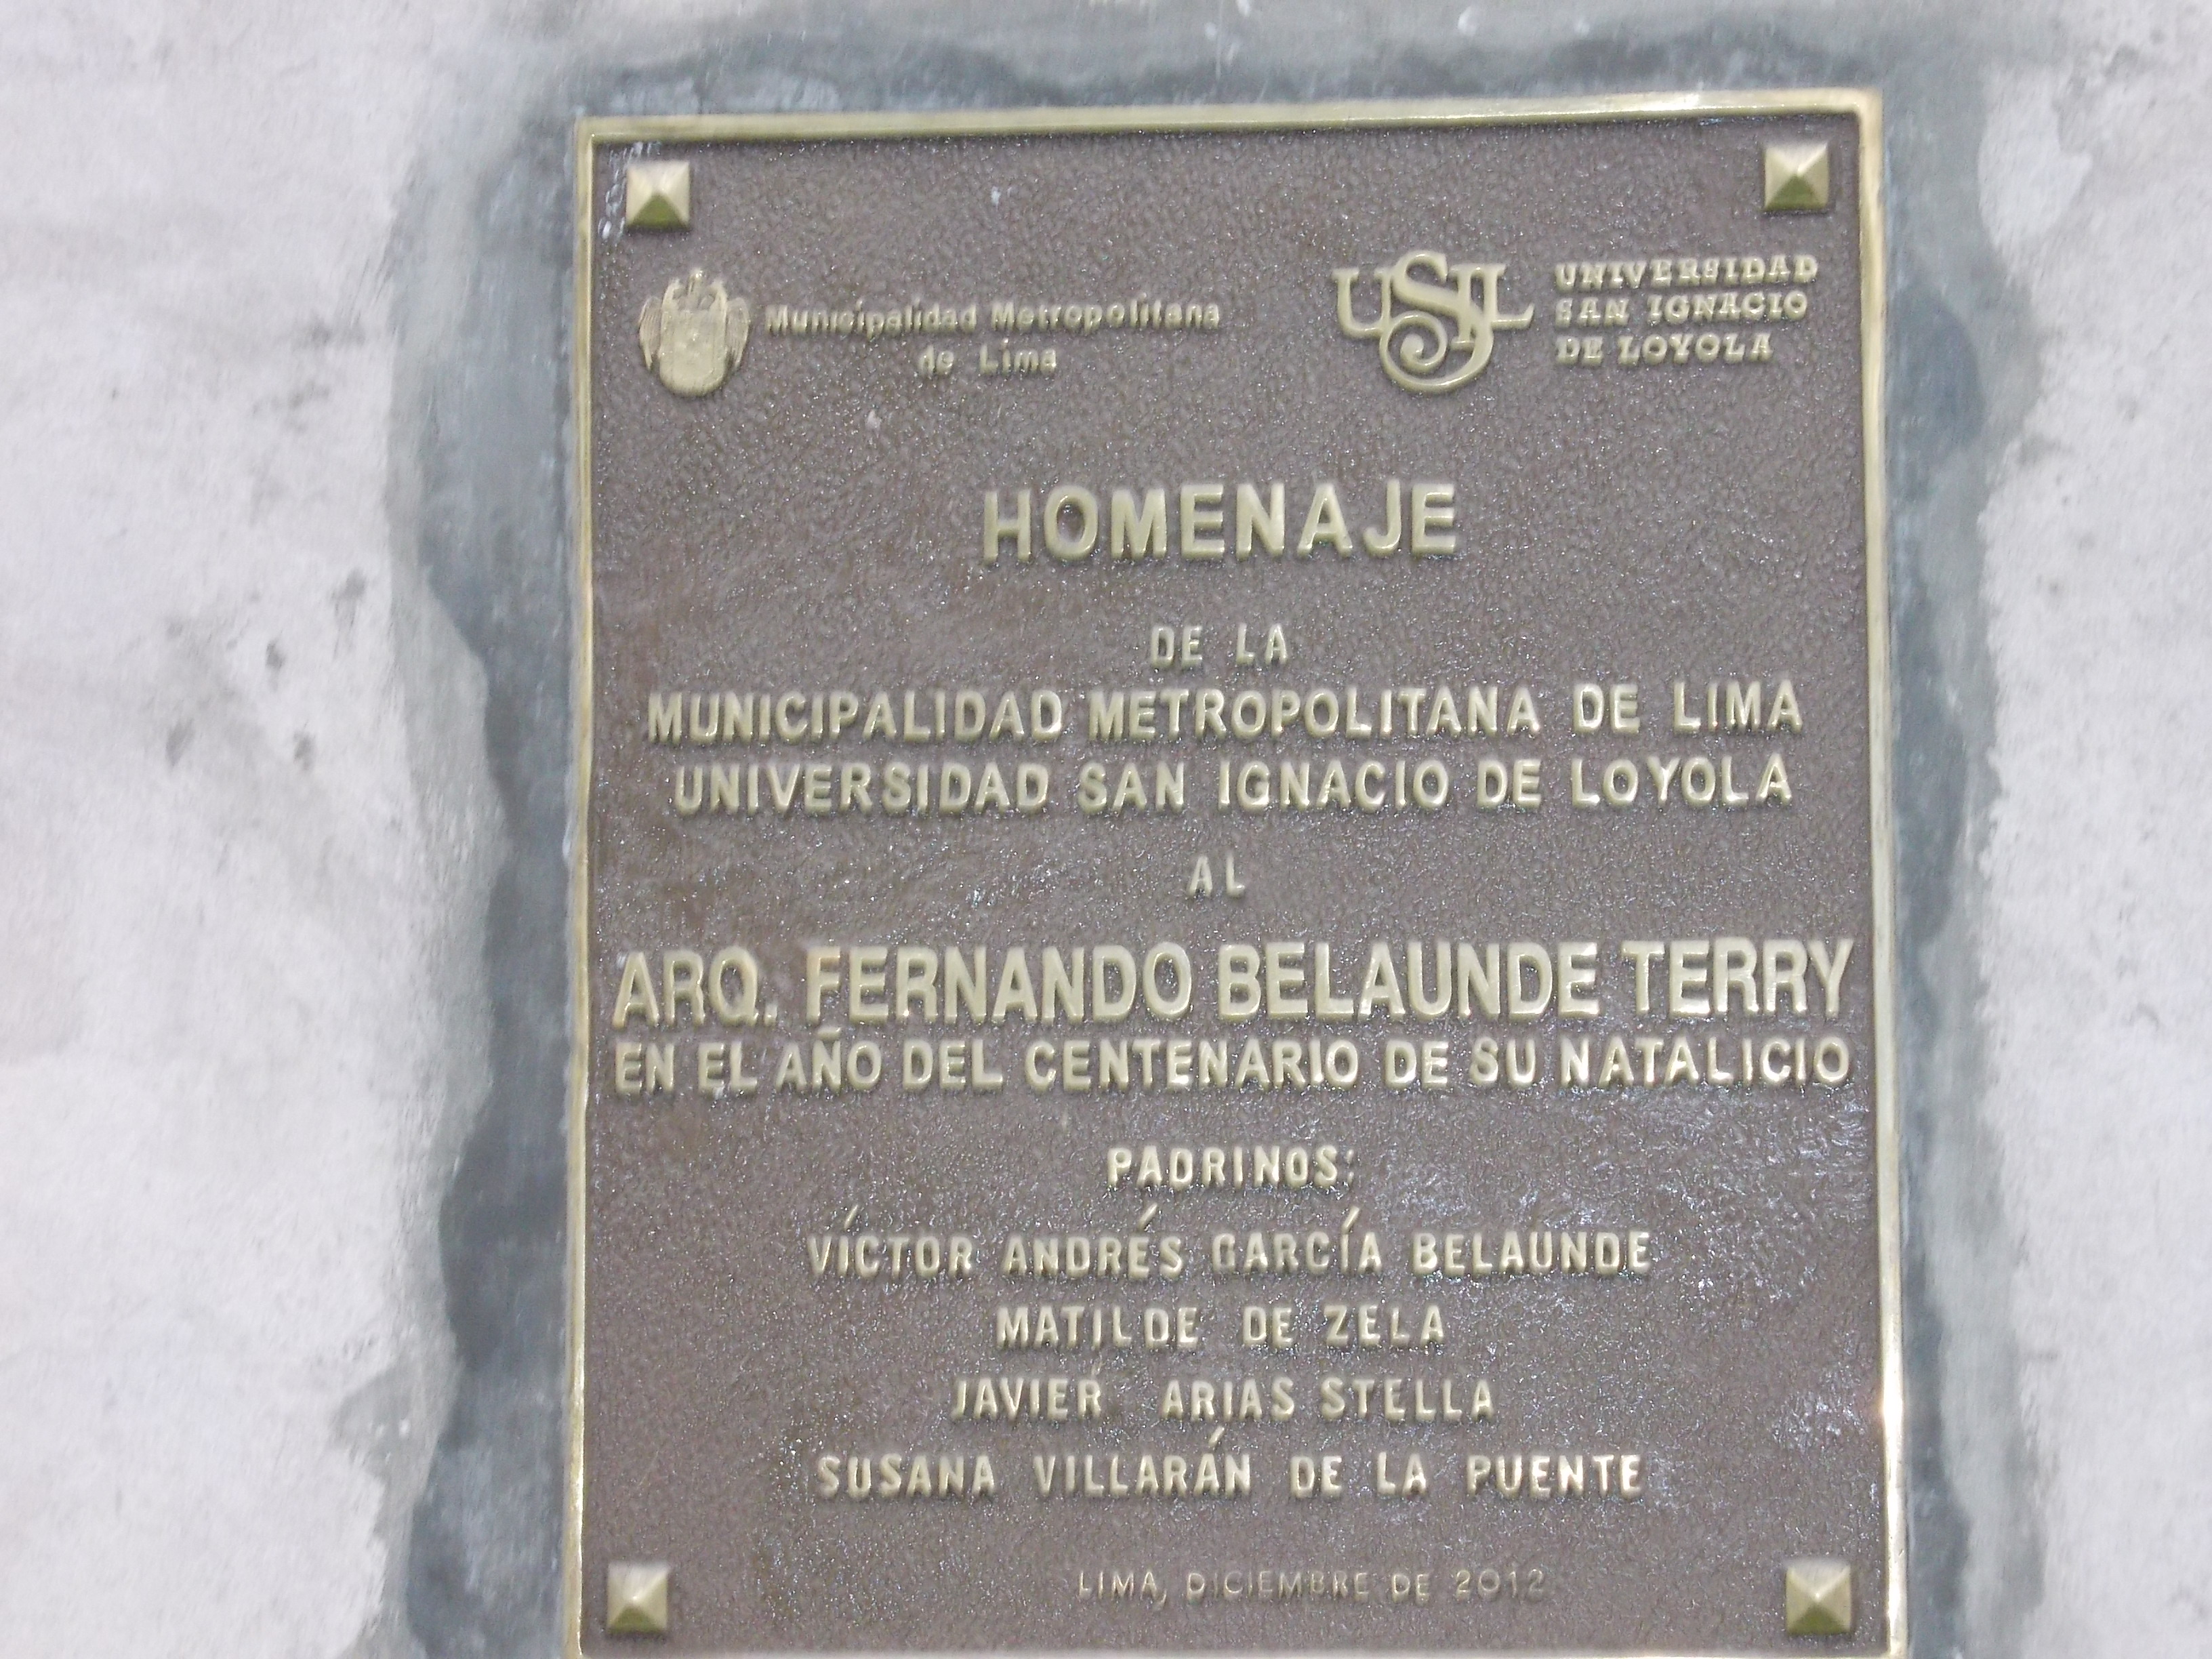 Municipalidad Metropolitana
de Lima
USIL
UNIVERSIDAD
SAN IGNACIO
DE LOYOLA
HOMENAJE
DE LA
MUNICIPALIDAD METROPOLITANA DE LIMA
UNIVERSIDAD SAN IGNACIO DE LOYOLA
AL
ARQ. FERNANDO BELAUNDE TERRY
EN EL AÑO DEL CENTENARIO DE SU NATALICIO
PADRINOS:
VÍCTOR ANDRÉS GARCÍA BELAÚNDE
MATILDE DE ZELA
JAVIER ARIAS STELLA
SUSANA VILLARÁN DE LA PUENTE
LIMA, DICIEMBRE DE 2012